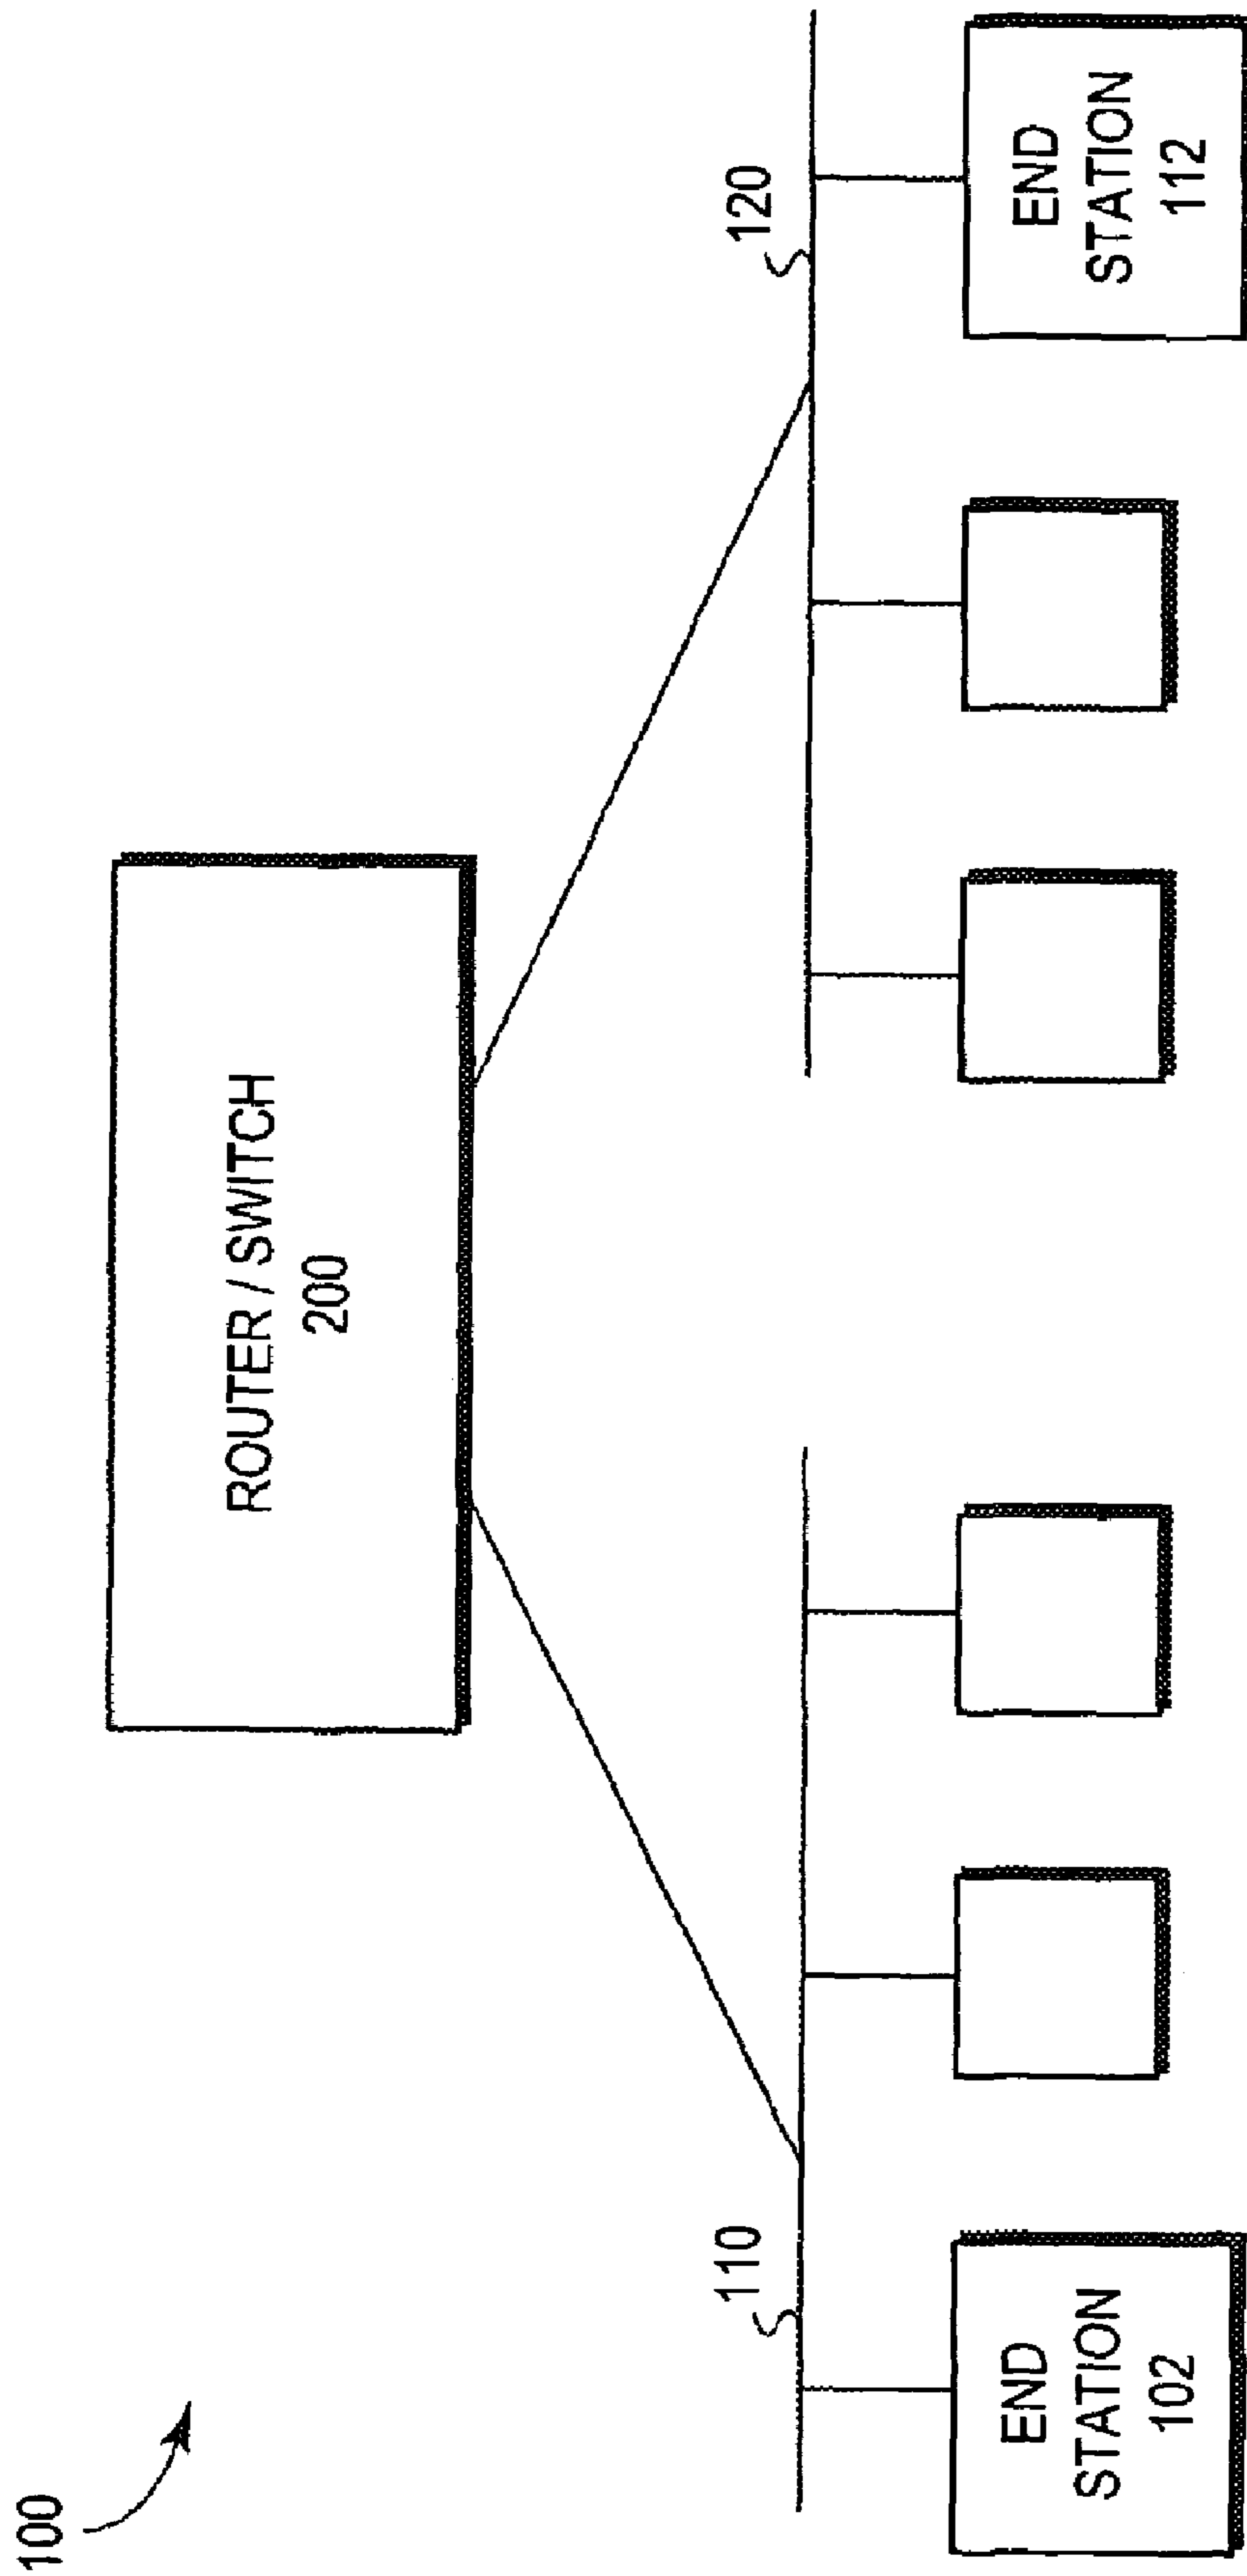 100
ROUTER / SWITCH
200
110
120
END
STATION
102
END
STATION
112